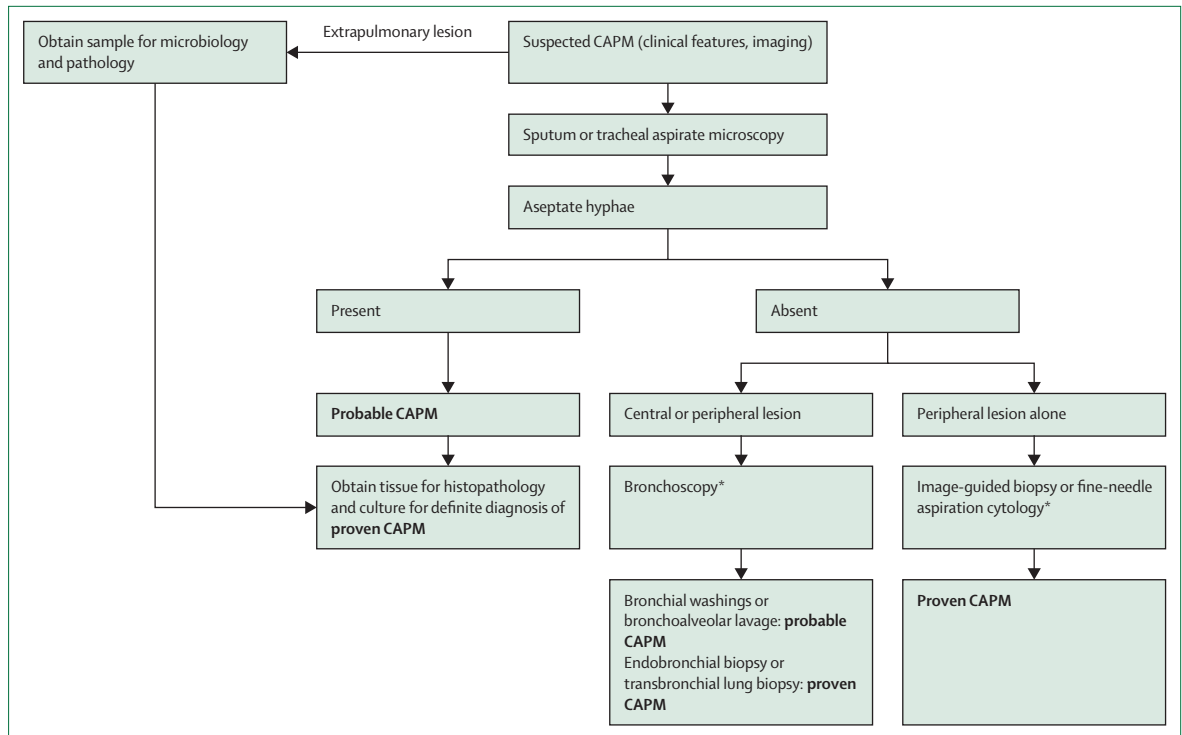 Obtain sample for microbiology
and pathology
Extrapulmonary lesion
Suspected CAPM (clinical features, imaging)
Sputum or tracheal aspirate microscopy
Aseptate hyphae
Present
Absent
Probable CAPM
Central or peripheral lesion
Peripheral lesion alone
Obtain tissue for histopathology
and culture for definite diagnosis of
proven CAPM
Bronchoscopy*
Image-guided biopsy or fine-needle
aspiration cytology*
Bronchial washings or
bronchoalveolar lavage: probable
CAPM
Endobronchial biopsy or
transbronchial lung biopsy: proven
CAPM
Proven CAPM